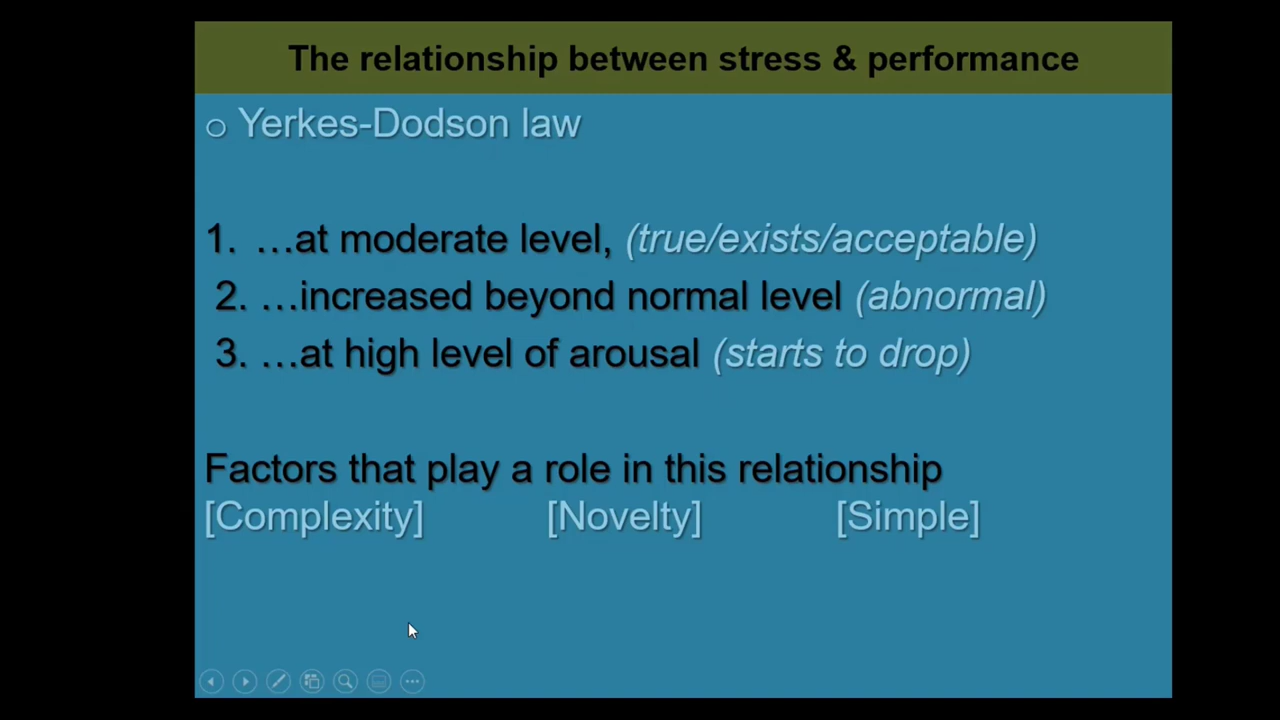 The relationship between stress & performance
o Yerkes-Dodson law
1. …at moderate level, (true/exists/acceptable)
2. …increased beyond normal level (abnormal)
3. …at high level of arousal (starts to drop)
Factors that play a role in this relationship
[Complexity] [Novelty] [Simple]